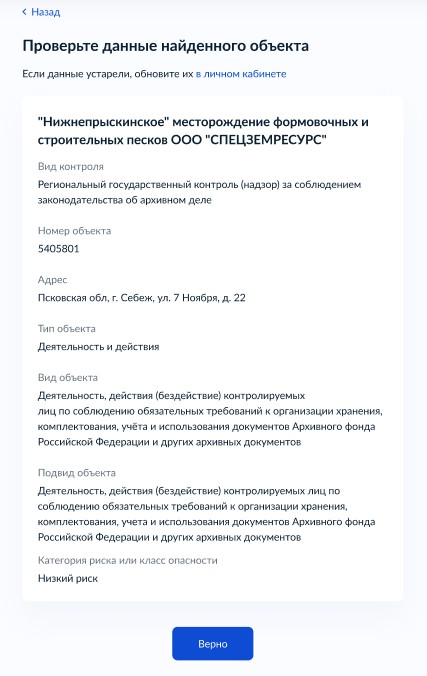 Назад
Проверьте данные найденного объекта
Если данные устарели, обновите их в личном кабинете
"Нижнепрыскинское" месторождение формовочных и
строительных песков ООО "СПЕЦЗЕМРЕСУРС"
Вид контроля
Региональный государственный контроль (надзор) за соблюдением
законодательства об архивном деле
Номер объекта
5405801
Адрес
Псковская обл, г. Себеж, ул. 7 Ноября, д. 22
Тип объекта
Деятельность и действия
Вид объекта
Деятельность, действия (бездействие) контролируемых
лиц по соблюдению обязательных требований к организации хранения,
комплектования, учёта и использования документов Архивного фонда
Российской Федерации и других архивных документов
Подвид объекта
Деятельность, действия (бездействие) контролируемых лиц по
соблюдению обязательных требований к организации хранения,
комплектования, учета и использования документов Архивного фонда
Российской Федерации и других архивных документов
Категория риска или класс опасности
Низкий риск
Верно